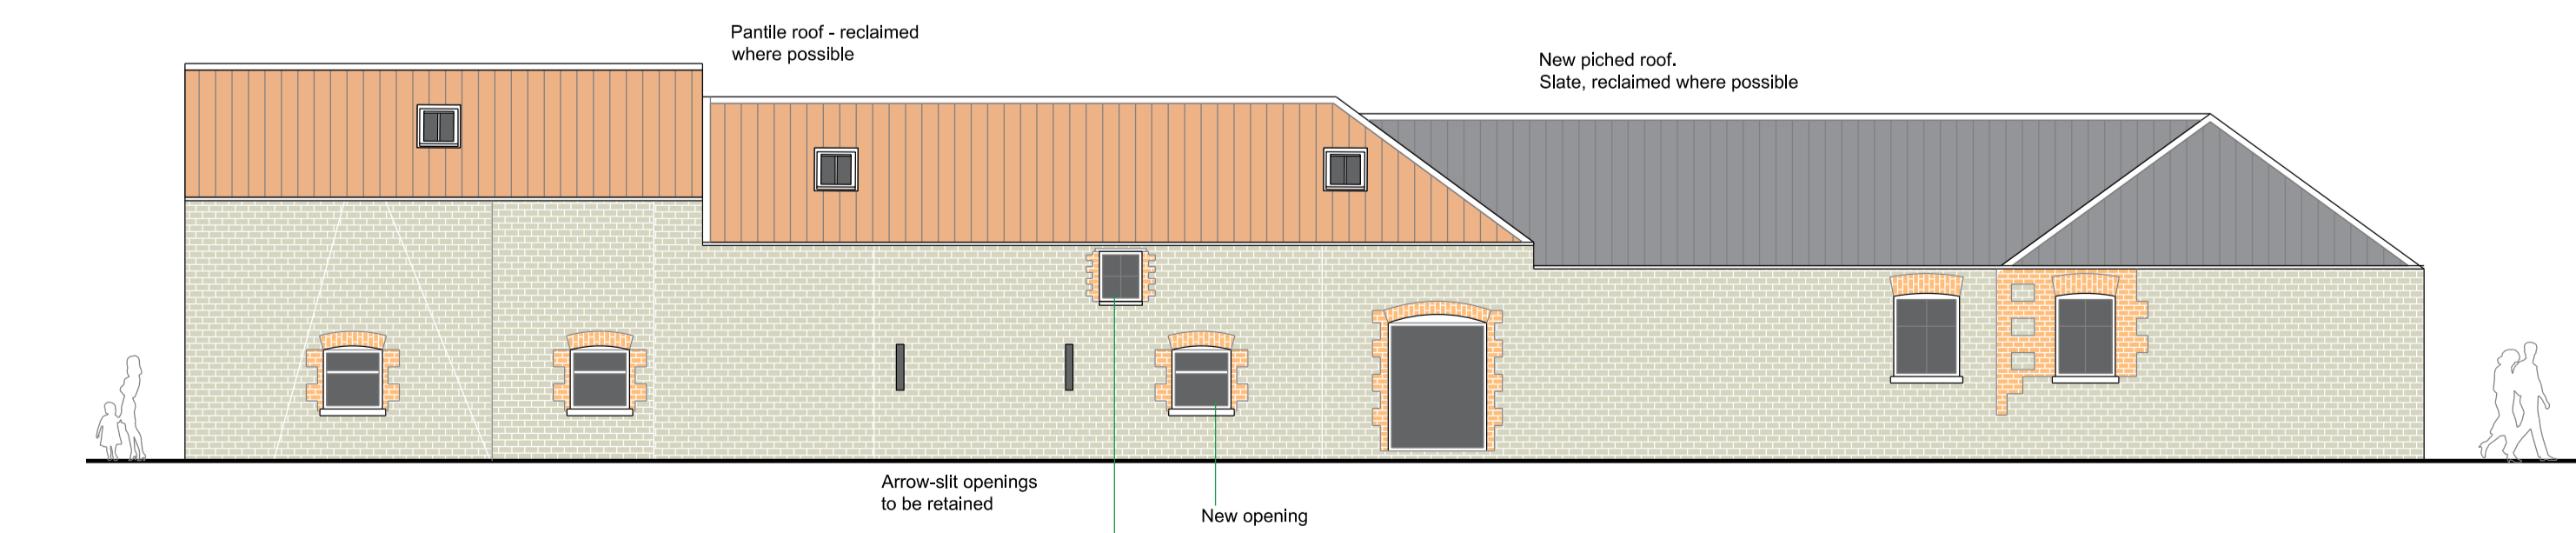 Pantile roof - reclaimed
where possible
New piched roof.
Slate, reclaimed where possible
Arrow-slit openings
to be retained
New opening